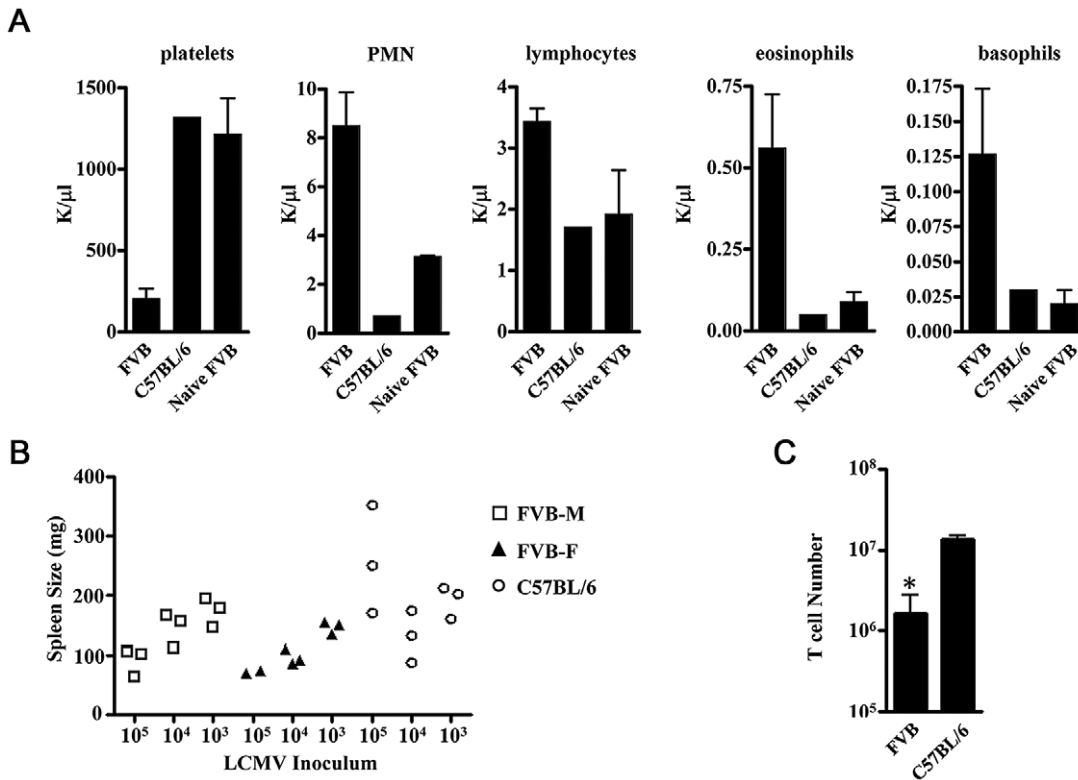 A
platelets
K/µl
1500
1000
500
0
FVB
C57BL/6
Naive FVB
PMN
K/µl
10
8
6
4
2
0
FVB
C57BL/6
Naive FVB
lymphocytes
K/µl
4
3
2
1
0
FVB
C57BL/6
Naive FVB
eosinophils
K/µl
0.75
0.50
0.25
0.00
FVB
C57BL/6
Naive FVB
basophils
K/µl
0.175
0.150
0.125
0.100
0.075
0.050
0.025
0.000
FVB
C57BL/6
Naive FVB
B
Spleen Size (mg)
400
300
200
100
0
10⁵ 10⁴ 10³ 10⁵ 10⁴ 10³ 10⁵ 10⁴ 10³
LCMV Inoculum
FVB-M
FVB-F
C57BL/6
C
T cell Number
10⁸
10⁷
10⁶
10⁵
*
FVB
C57BL/6